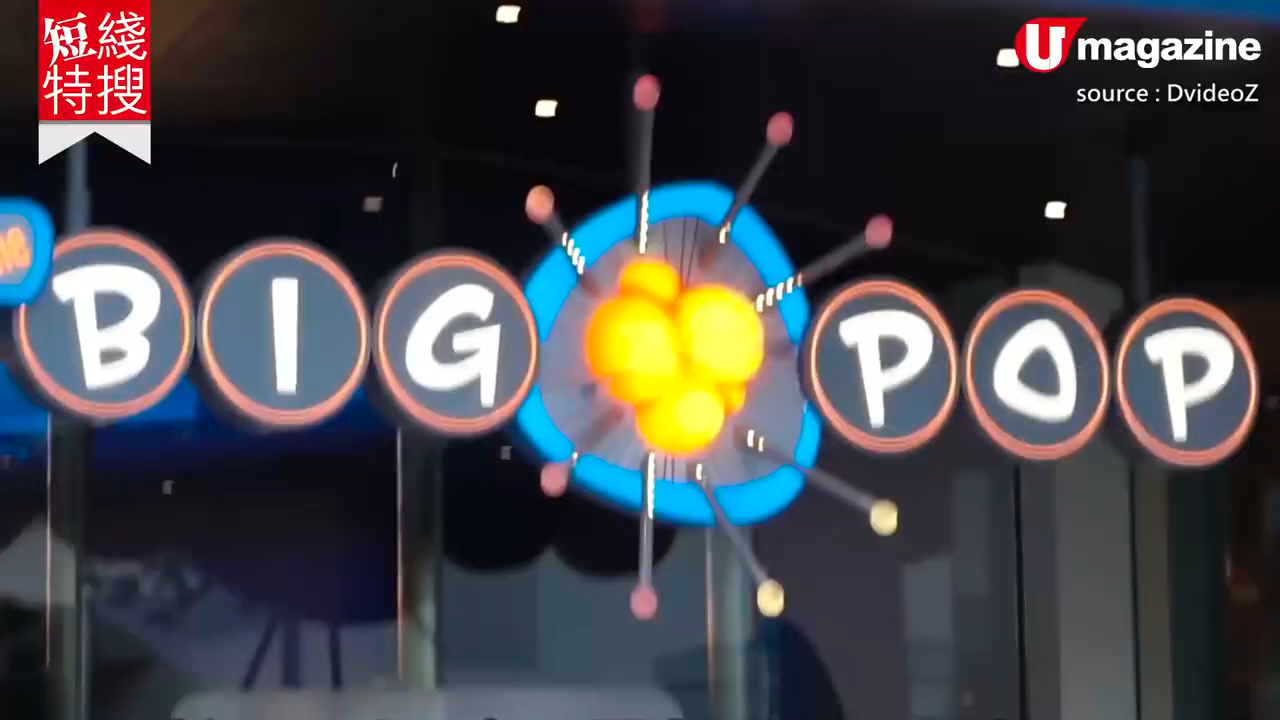 短綫
特搜
U magazine
source : DvideoZ
BIG POP